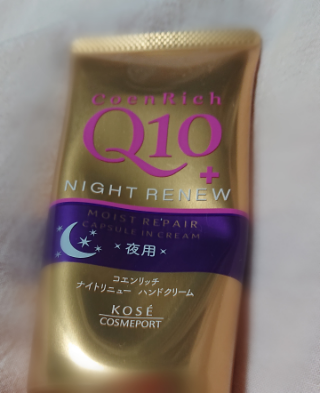 CoenRich
Q10
+
NIGHT RENEW
MOIST REPAIR
CAPSULE IN CREAM
夜用
コエンリッチ
ナイトリニュー ハンドクリーム
KOSÉ
COSMEPORT